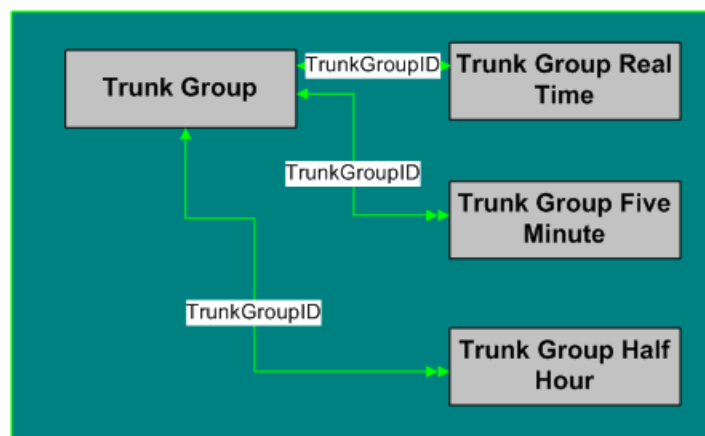 Trunk Group
TrunkGroupID
Trunk Group Real
Time
TrunkGroupID
Trunk Group Five
Minute
TrunkGroupID
Trunk Group Half
Hour